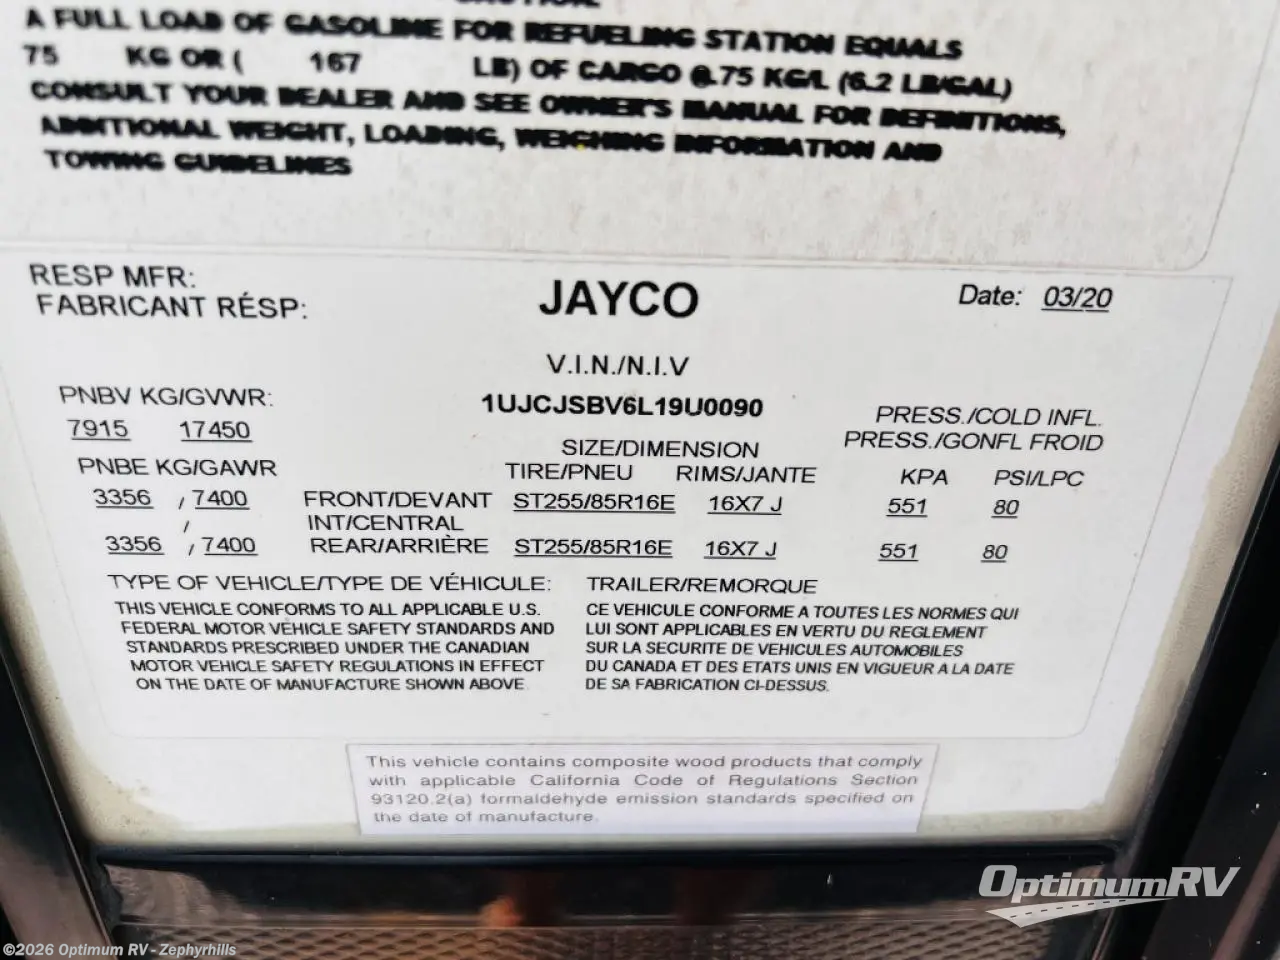 A FULL LOAD OF GASOLINE FOR REFUELING STATION EQUALS
75 KG OR ( 167 LB) OF CARGO @.75 KG/L (6.2 LB/GAL)
CONSULT YOUR DEALER AND SEE OWNER'S MANUAL FOR DEFINITIONS,
ADDITIONAL WEIGHT, LOADING, WEIGHING INFORMATION AND
TOWING GUIDELINES
RESP MFR:
FABRICANT RÉSP:
JAYCO
Date: 03/20
V.I.N./N.I.V
1UJCJSBV6L19U0090
PNBV KG/GVWR:
7915 17450
SIZE/DIMENSION
PRESS./COLD INFL.
PRESS./GONFL FROID
PNBE KG/GAWR
TIRE/PNEU RIMS/JANTE KPA PSI/LPC
3356 / 7400 FRONT/DEVANT ST255/85R16E 16X7 J 551 80
/ INT/CENTRAL
3356 / 7400 REAR/ARRIÈRE ST255/85R16E 16X7 J 551 80
TYPE OF VEHICLE/TYPE DE VÉHICULE: TRAILER/REMORQUE
THIS VEHICLE CONFORMS TO ALL APPLICABLE U.S.
FEDERAL MOTOR VEHICLE SAFETY STANDARDS AND
STANDARDS PRESCRIBED UNDER THE CANADIAN
MOTOR VEHICLE SAFETY REGULATIONS IN EFFECT
ON THE DATE OF MANUFACTURE SHOWN ABOVE.
CE VEHICULE CONFORME A TOUTES LES NORMES QUI
LUI SONT APPLICABLES EN VERTU DU REGLEMENT
SUR LA SECURITE DE VEHICULES AUTOMOBILES
DU CANADA ET DES ETATS UNIS EN VIGUEUR A LA DATE
DE SA FABRICATION CI-DESSUS.
This vehicle contains composite wood products that comply
with applicable California Code of Regulations Section
93120.2(a) formaldehyde emission standards specified on
the date of manufacture.
OptimumRV
©2026 Optimum RV - Zephyrhills